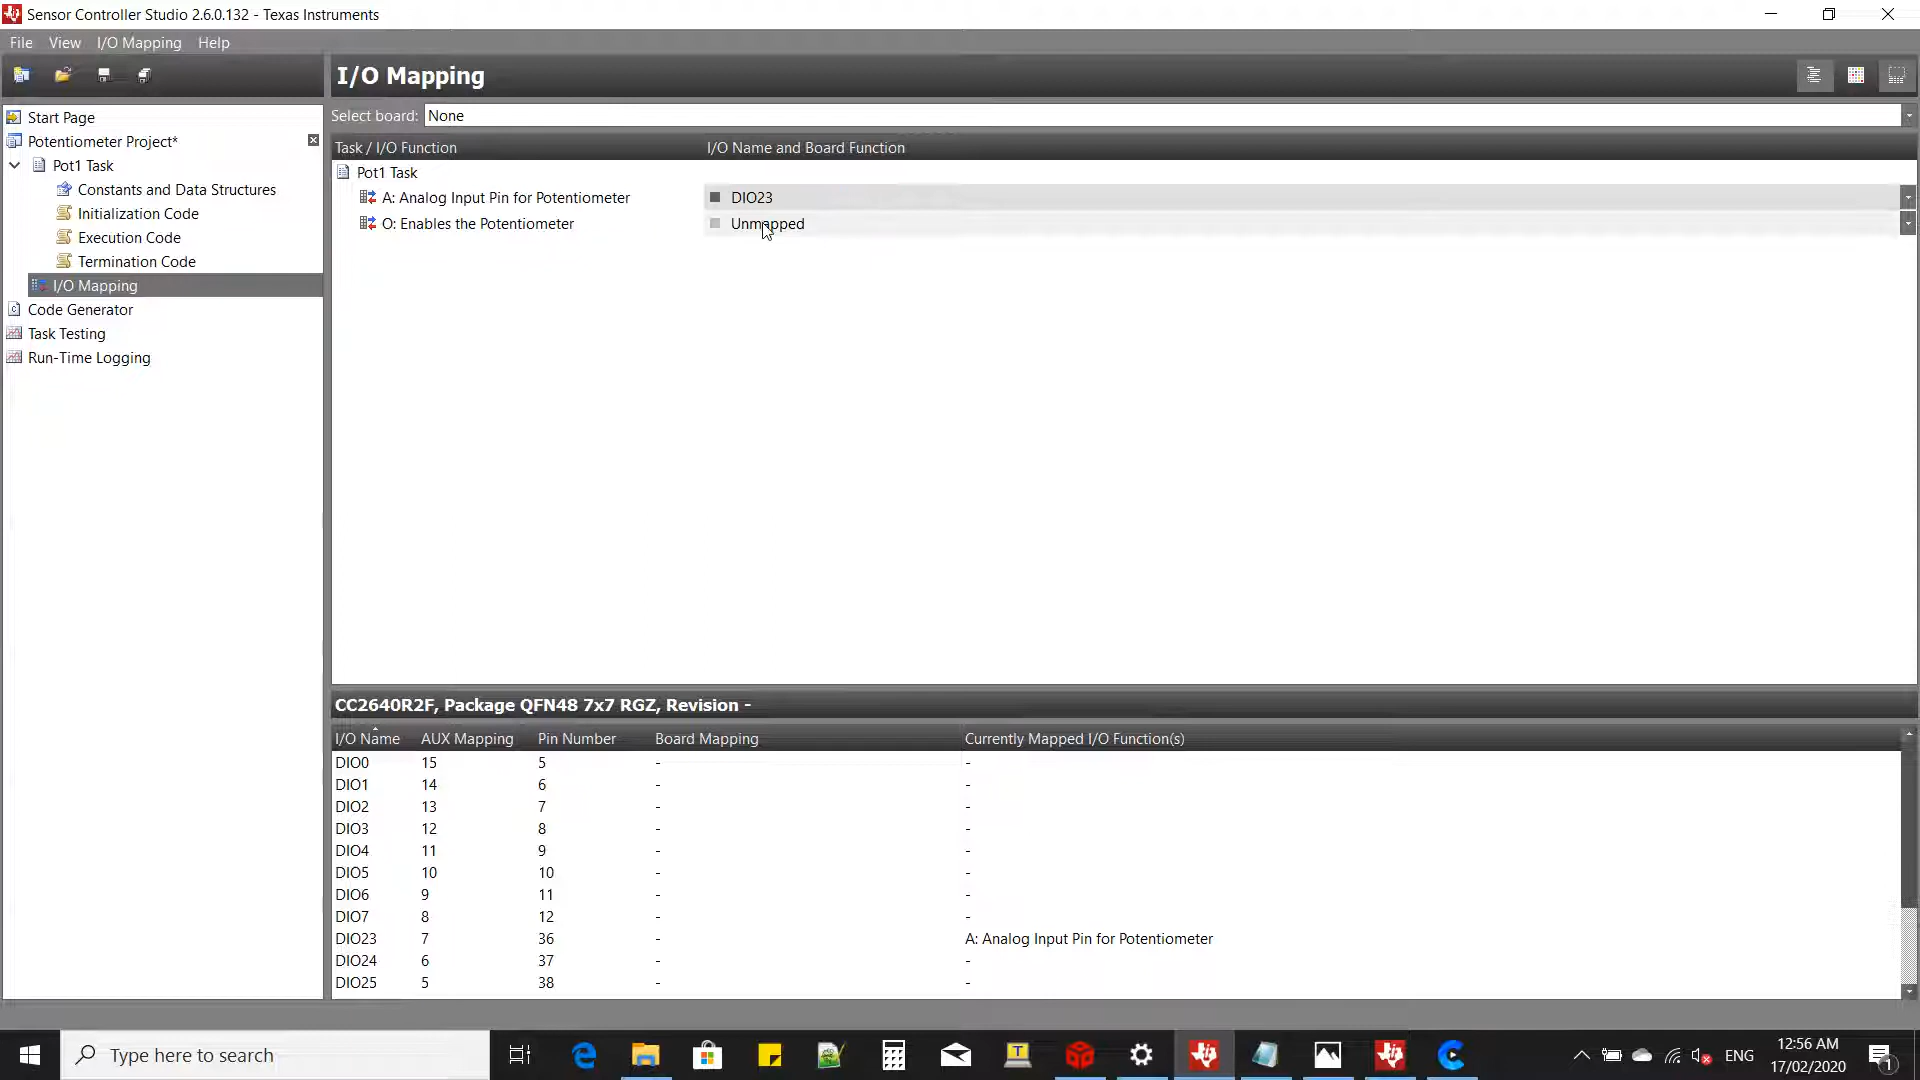 Sensor Controller Studio 2.6.0.132 - Texas Instruments
File View I/O Mapping Help
I/O Mapping
Select board: None
Start Page
Potentiometer Project*
Pot1 Task
Constants and Data Structures
Initialization Code
Execution Code
Termination Code
I/O Mapping
Code Generator
Task Testing
Run-Time Logging
Task / I/O Function I/O Name and Board Function
Pot1 Task
A: Analog Input Pin for Potentiometer DIO23
O: Enables the Potentiometer Unmapped
CC2640R2F, Package QFN48 7x7 RGZ, Revision -
I/O Name AUX Mapping Pin Number Board Mapping Currently Mapped I/O Function(s)
DIO0 15 5 - -
DIO1 14 6 - -
DIO2 13 7 - -
DIO3 12 8 - -
DIO4 11 9 - -
DIO5 10 10 - -
DIO6 9 11 - -
DIO7 8 12 - -
DIO23 7 36 - A: Analog Input Pin for Potentiometer
DIO24 6 37 - -
DIO25 5 38 - -
Type here to search
ENG
12:56 AM
17/02/2020
1